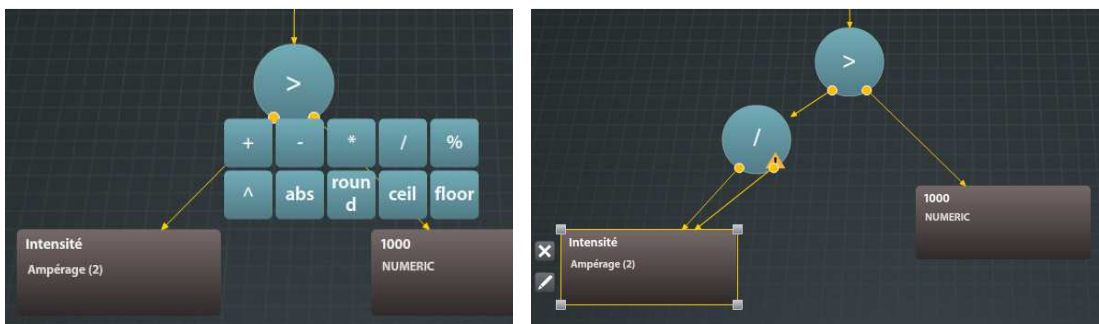 >
+ - * / %
^ abs roun
d ceil floor
Intensité
Ampérage (2)
1000
NUMERIC
>
/
!
1000
NUMERIC
Intensité
Ampérage (2)